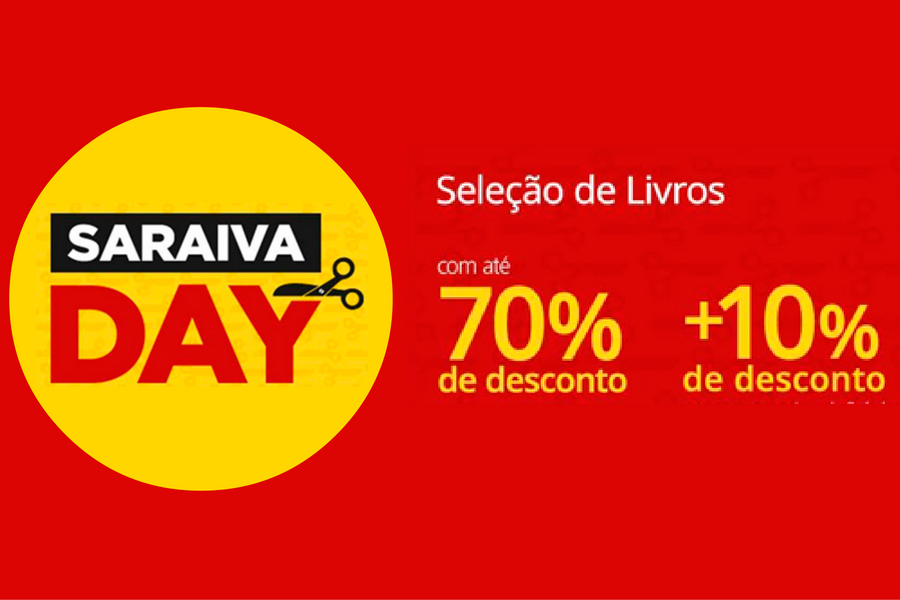 SARAIVA
DAY
Seleção de Livros
com até
70%
de desconto
+10%
de desconto